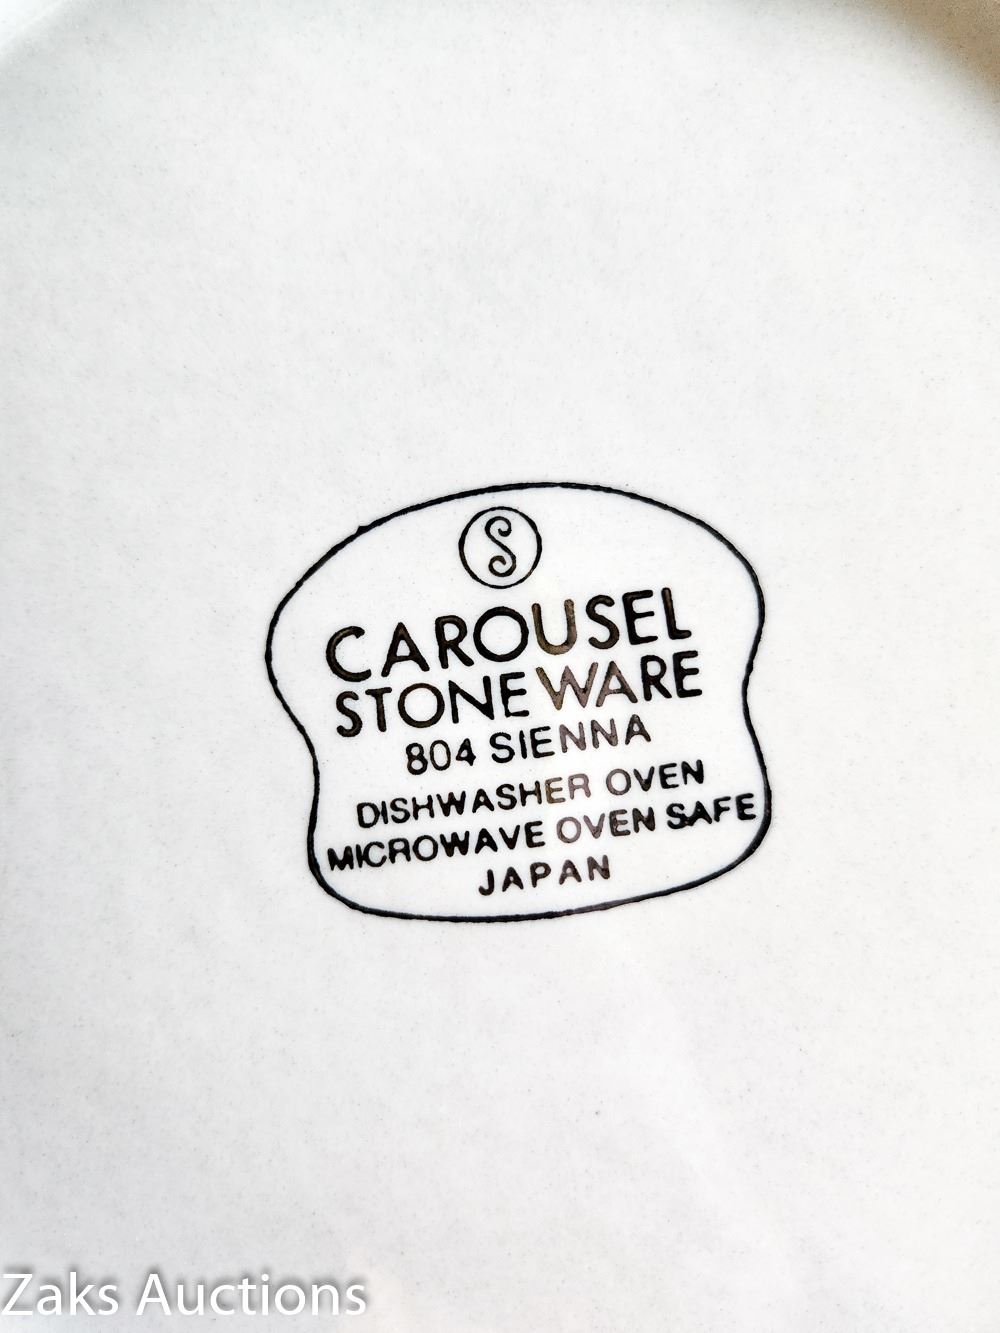 S
CAROUSEL
STONEWARE
804 SIENNA
DISHWASHER OVEN
MICROWAVE OVEN SAFE
JAPAN
Zaks Auctions